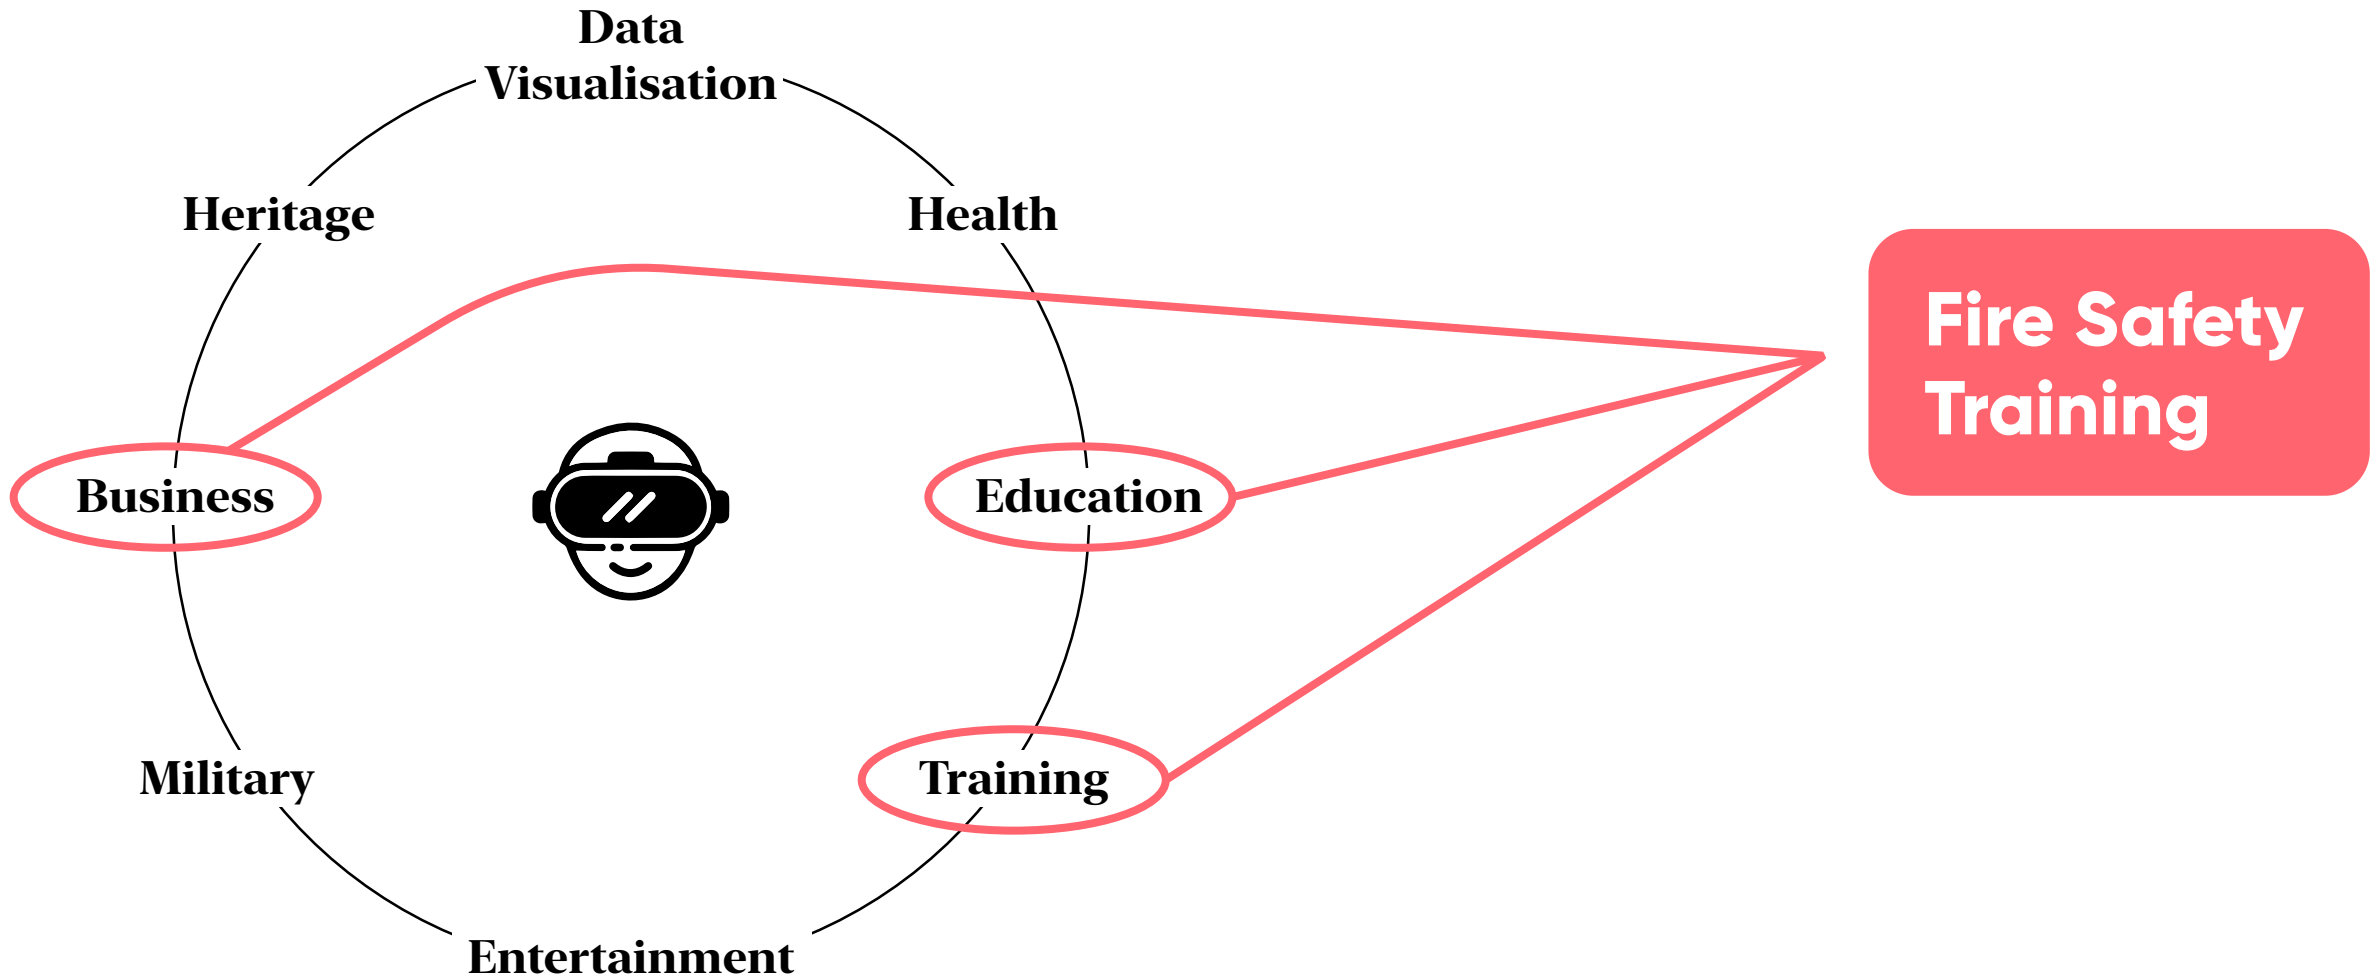 Data
Visualisation
Heritage
Health
Business
Education
Military
Training
Entertainment
Fire Safety
Training